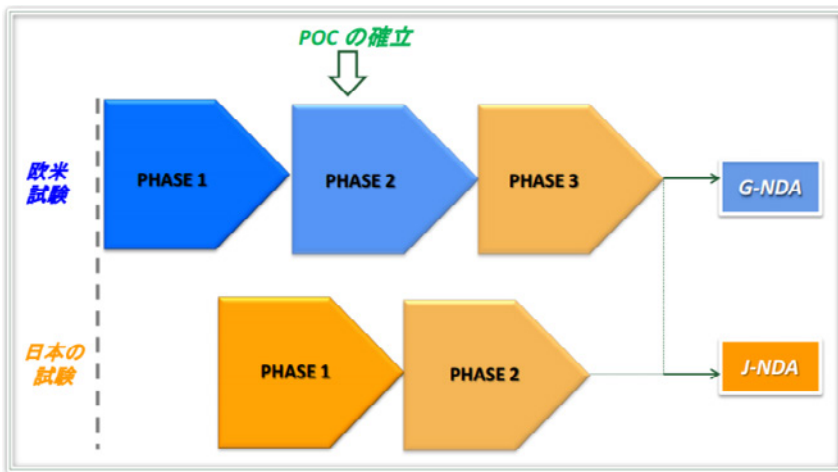 POC の確立
欧米
試験
PHASE 1
PHASE 2
PHASE 3
G-NDA
日本の
試験
PHASE 1
PHASE 2
J-NDA